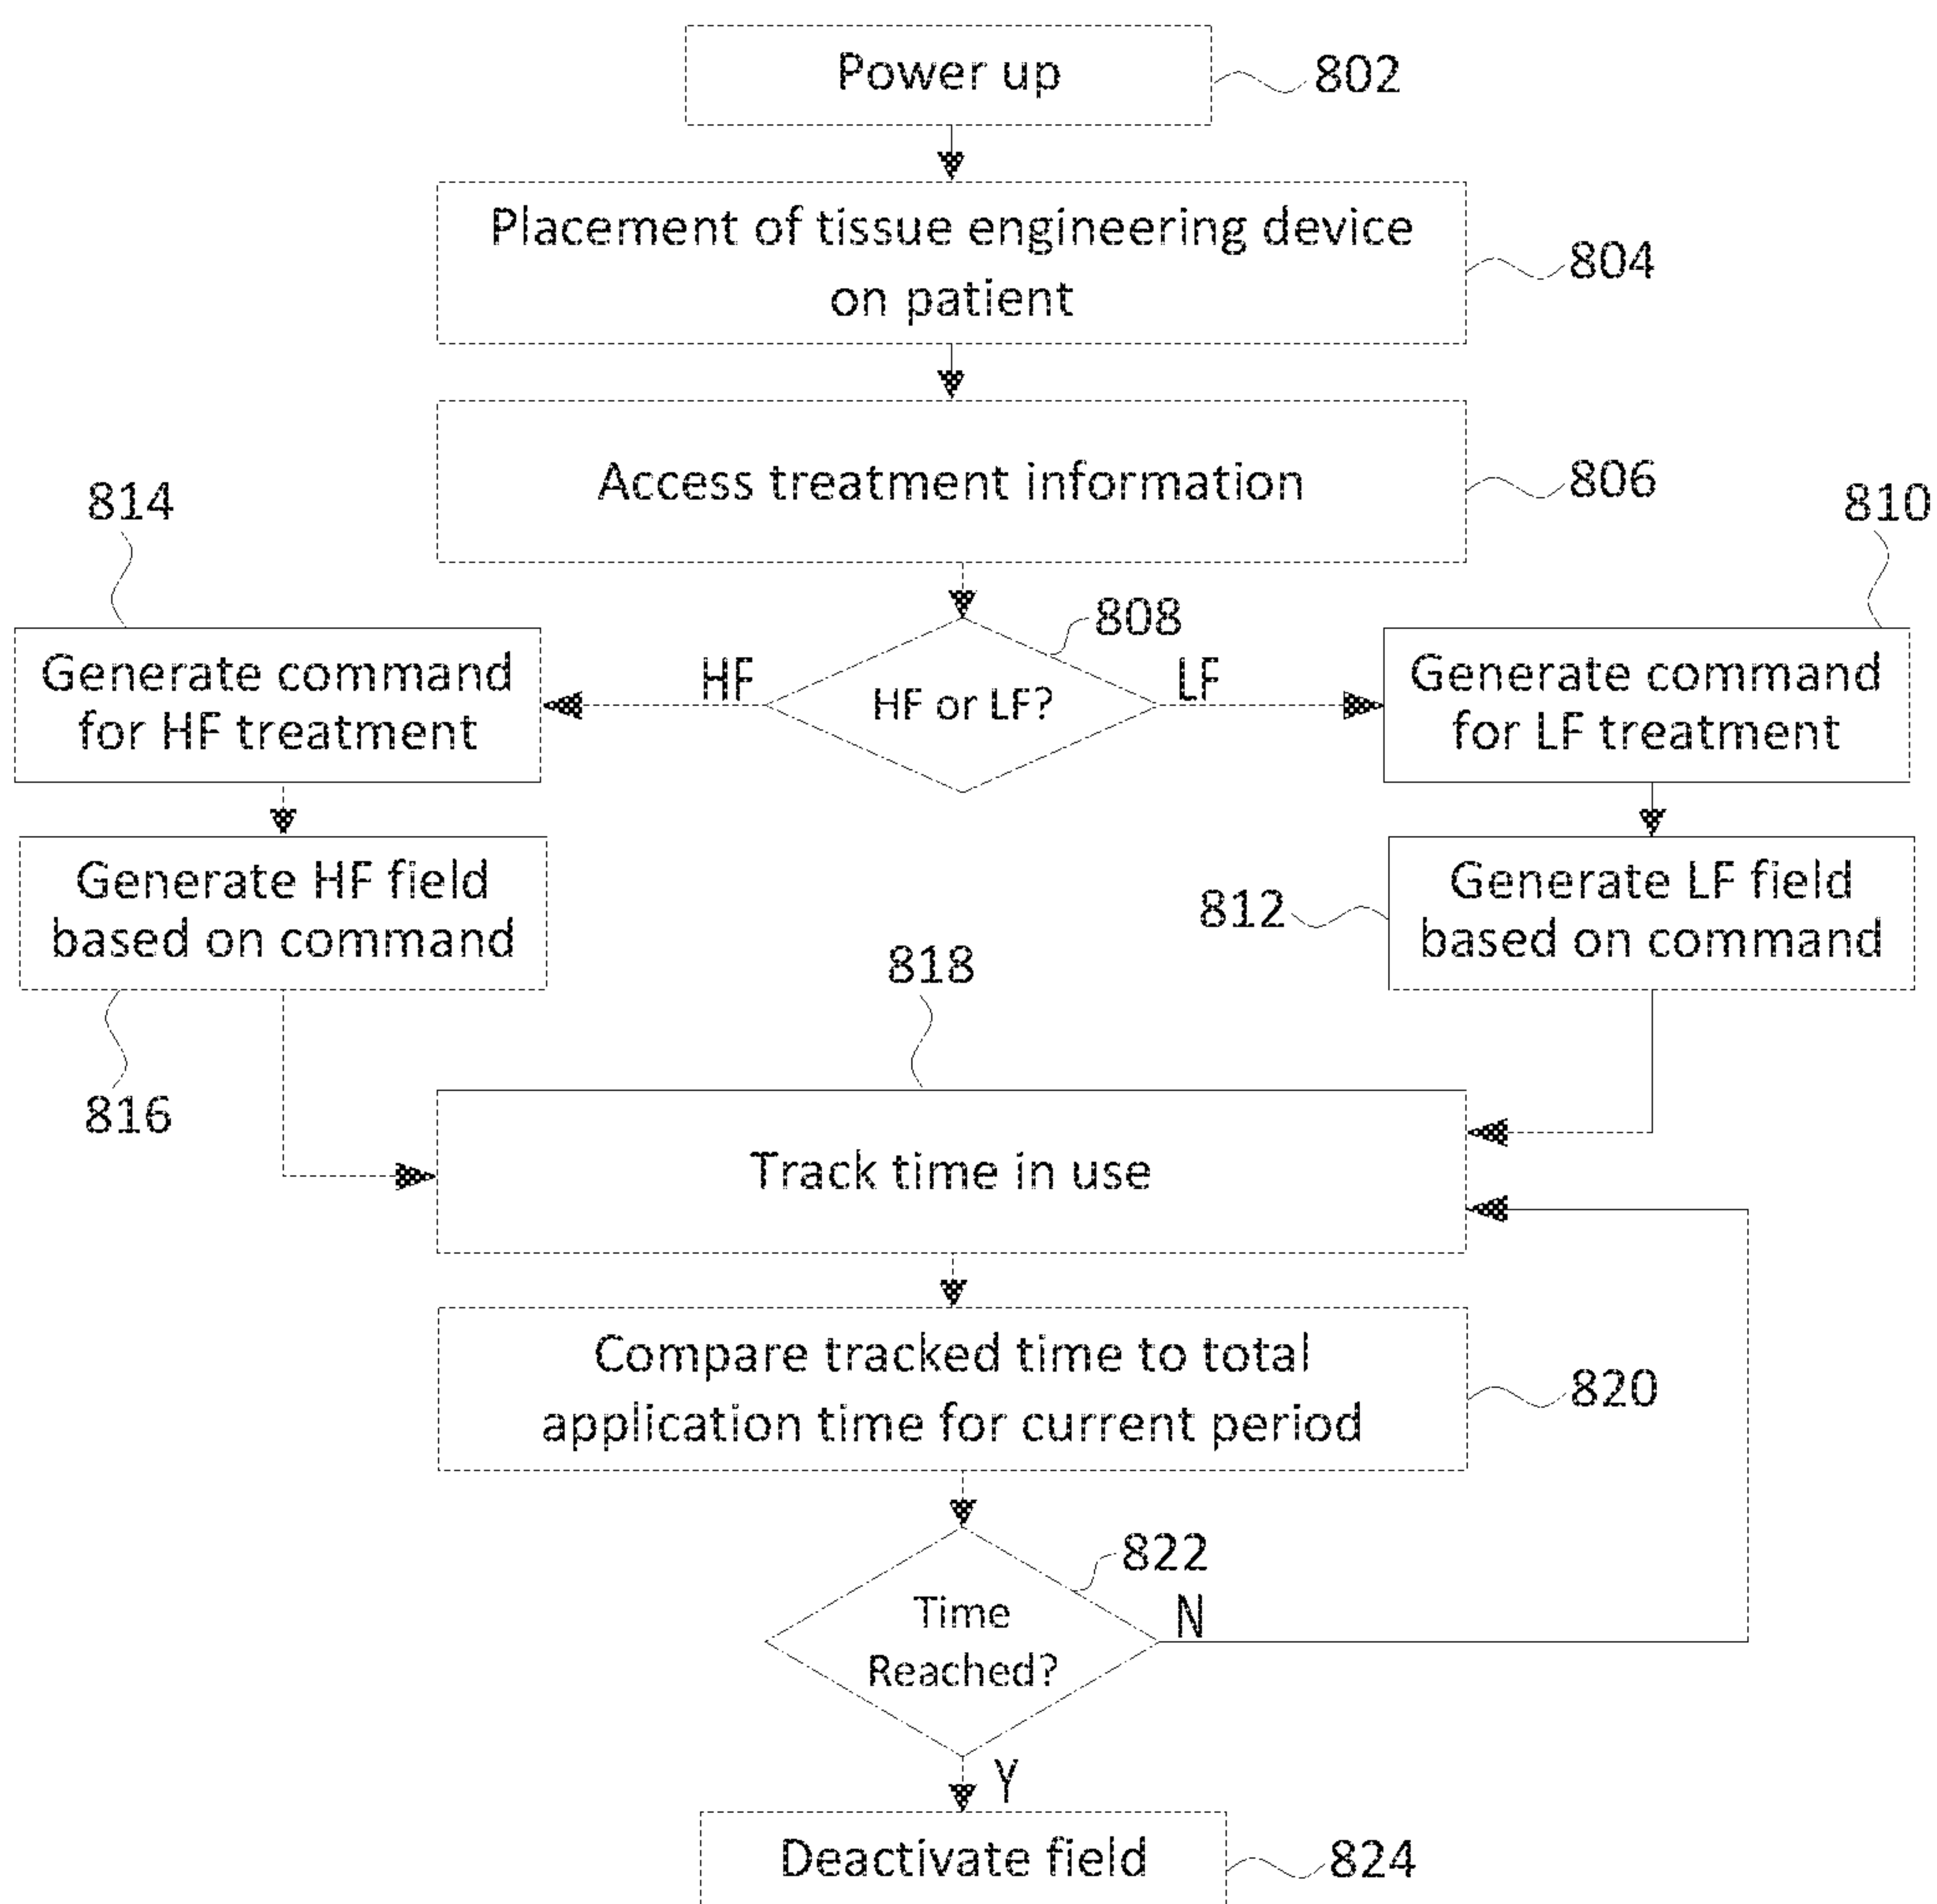 Power up
802
Placement of tissue engineering device
on patient
804
Access treatment information
806
814
810
808
HF
HF or LF?
LF
Generate command
for HF treatment
Generate command
for LF treatment
Generate HF field
based on command
812
Generate LF field
based on command
816
818
Track time in use
Compare tracked time to total
application time for current period
820
822
Time
Reached?
N
Y
Deactivate field
824